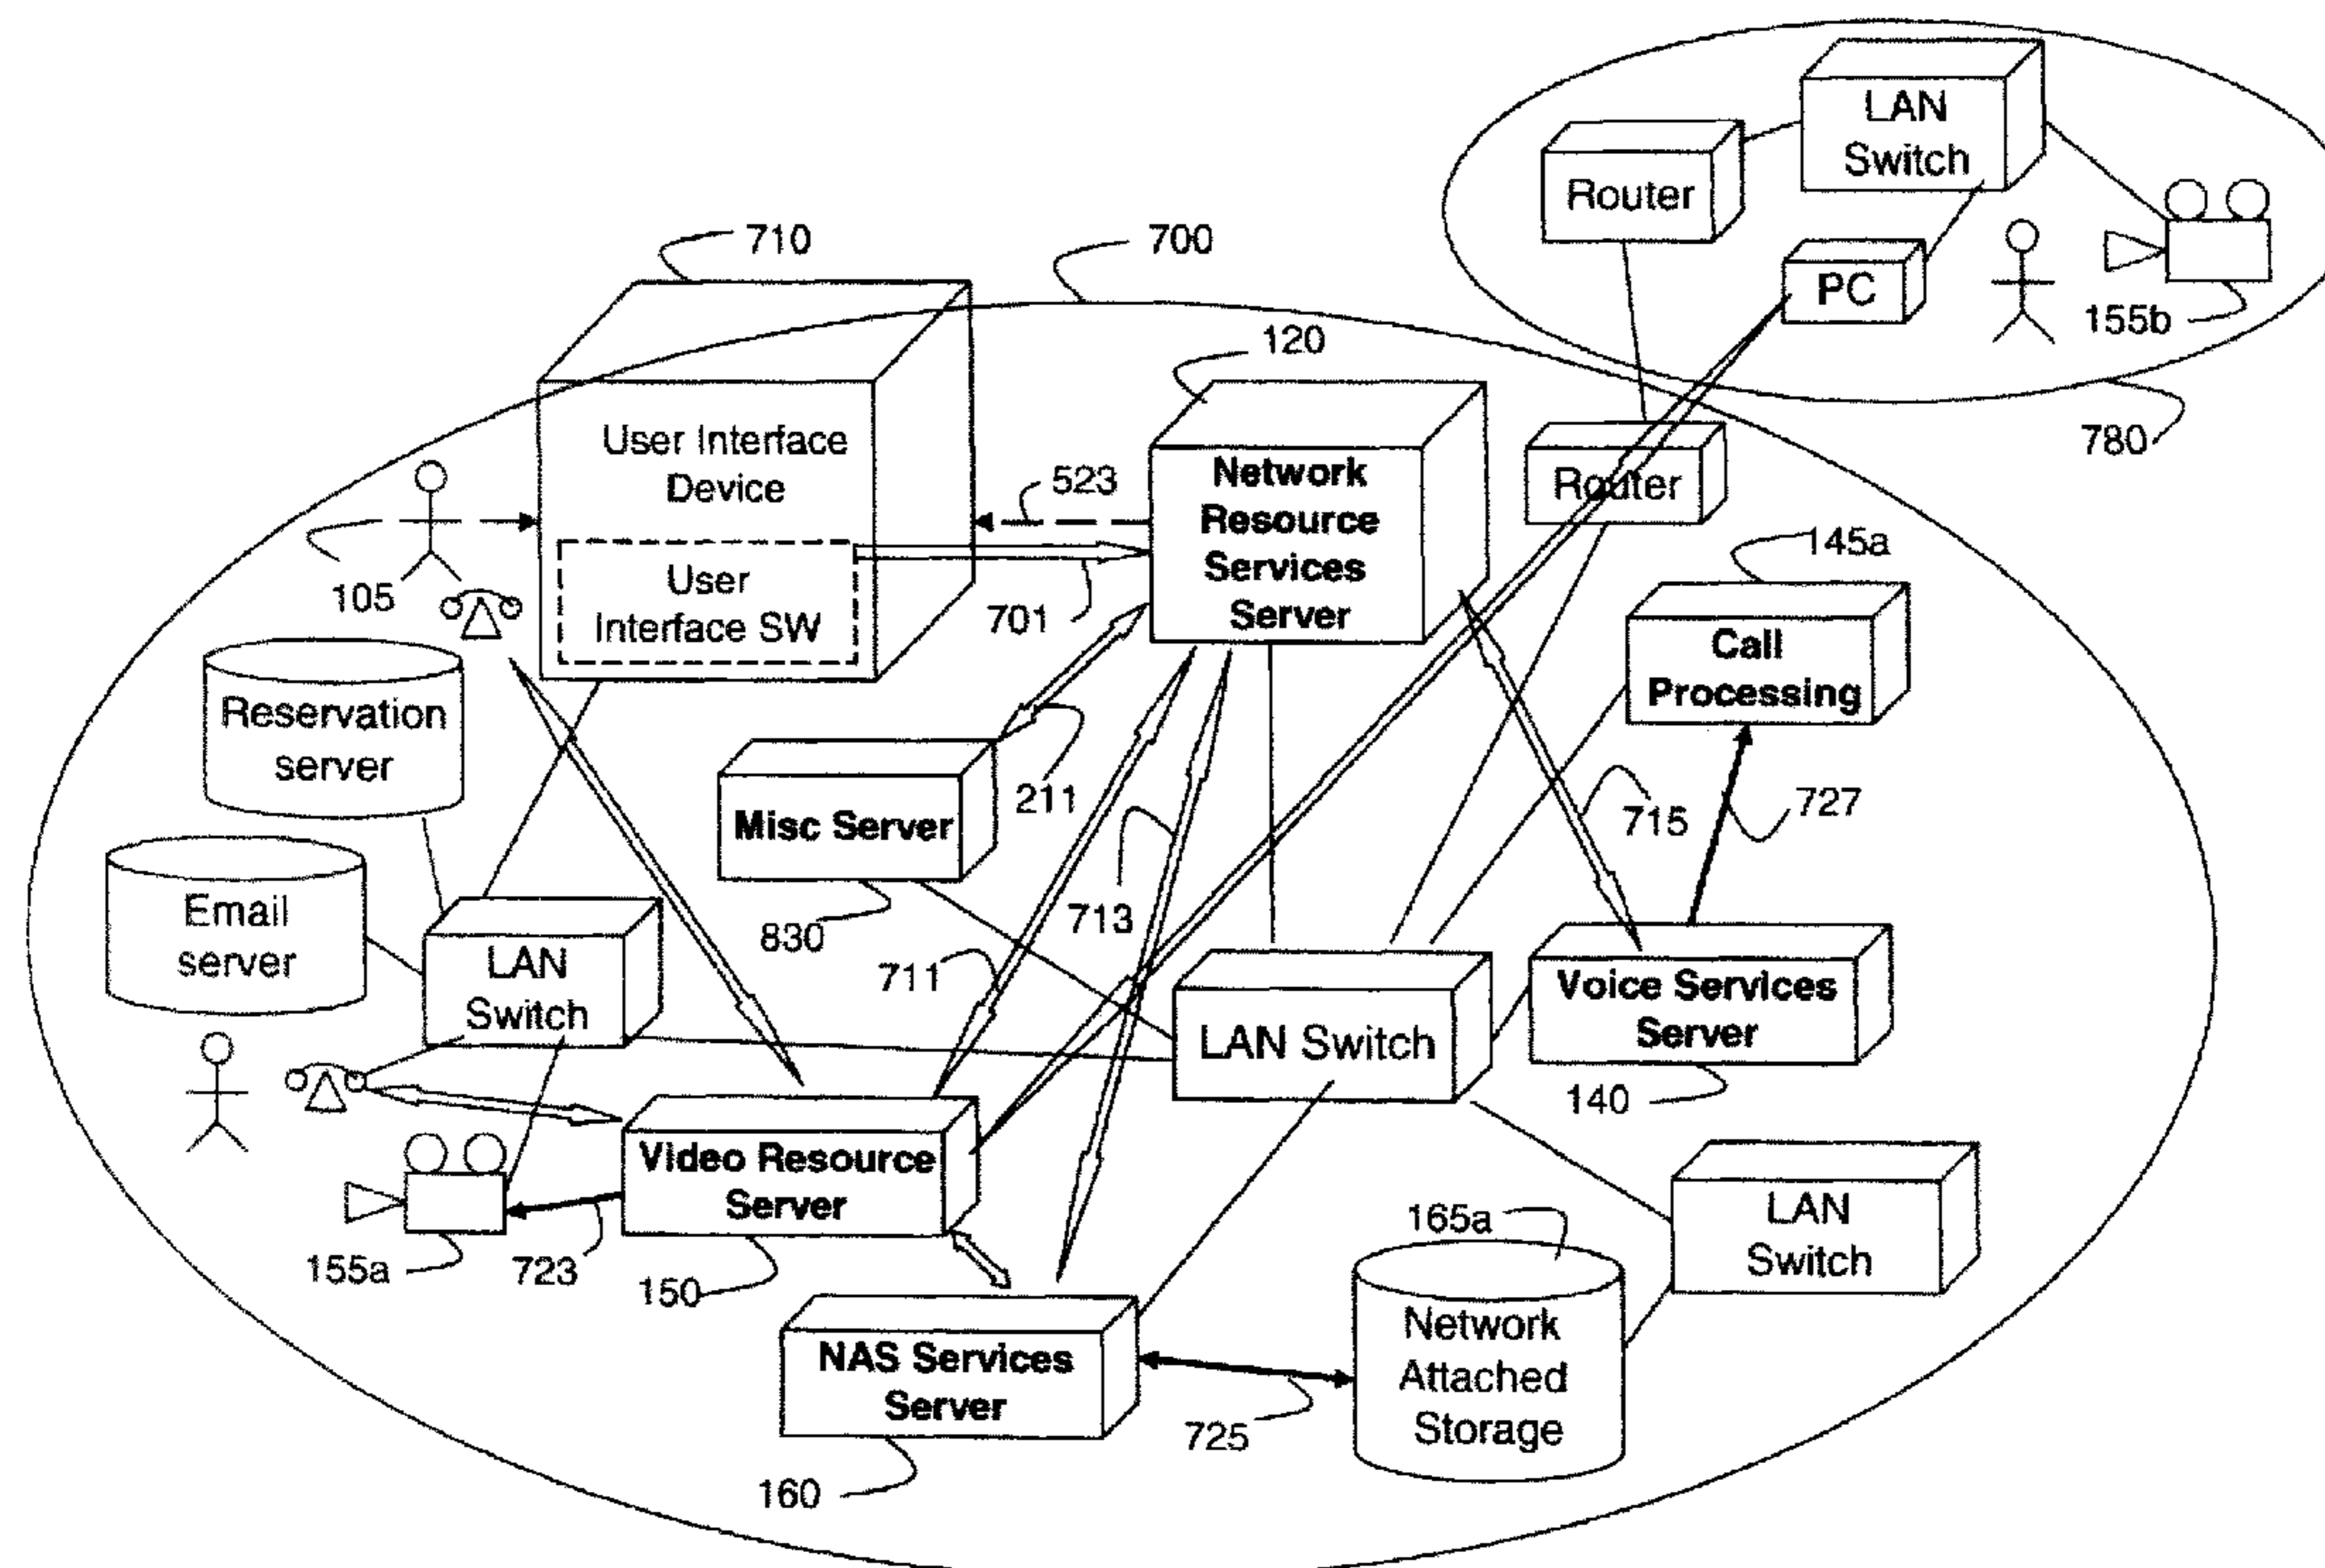 710
700
LAN
Switch
Router
PC
155b
780
120
User Interface
Device
523
Network
Resource
Services
Server
Router
105
User
Interface SW
701
145a
Call
Processing
Reservation
server
211
Misc Server
715
727
Email
server
830
713
711
LAN
Switch
LAN Switch
Voice Services
Server
140
Video Resource
Server
155a
723
150
165a
LAN
Switch
NAS Services
Server
725
Network
Attached
Storage
160